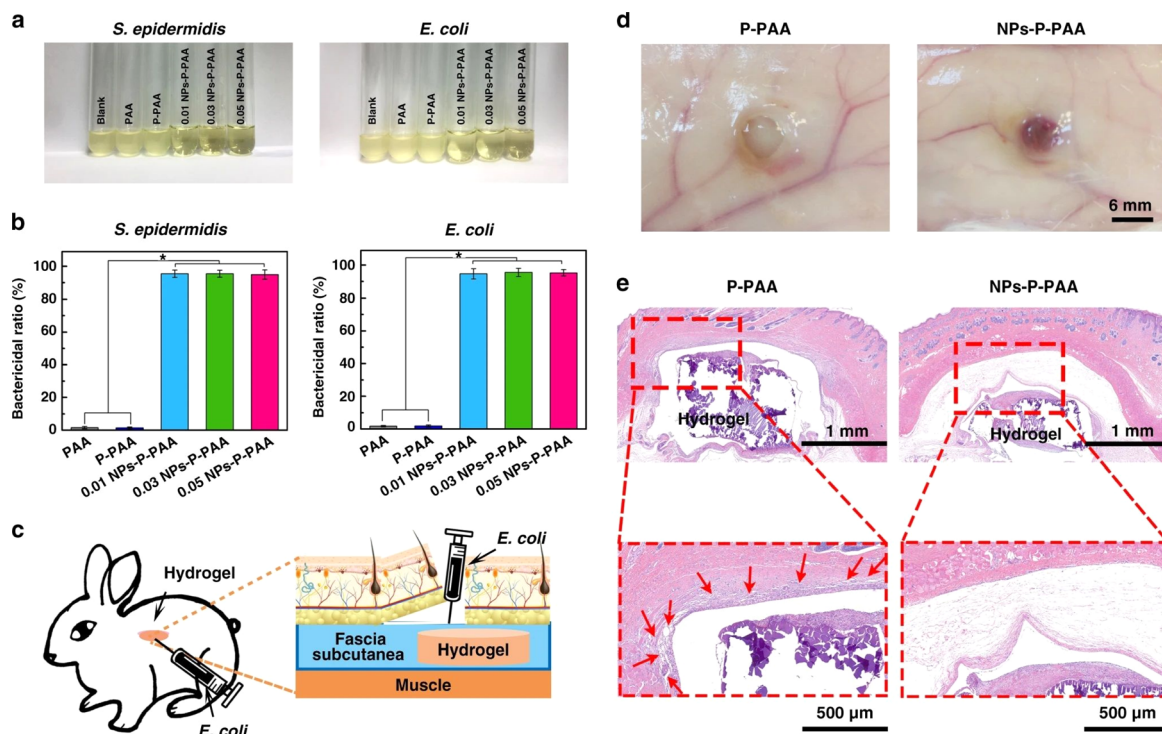 a
S. epidermidis
E. coli
Blank
PAA
P-PAA
0.01 NPs-P-PAA
0.03 NPs-P-PAA
0.05 NPs-P-PAA
Blank
PAA
P-PAA
0.01 NPs-P-PAA
0.03 NPs-P-PAA
0.05 NPs-P-PAA
b
S. epidermidis
E. coli
Bactericidal ratio (%)
100
80
60
40
20
0
*
PAA
P-PAA
0.01 NPs-P-PAA
0.03 NPs-P-PAA
0.05 NPs-P-PAA
Bactericidal ratio (%)
100
80
60
40
20
0
*
PAA
P-PAA
0.01 NPs-P-PAA
0.03 NPs-P-PAA
0.05 NPs-P-PAA
c
Hydrogel
E. coli
E. coli
Fascia
subcutanea
Hydrogel
Muscle
d
P-PAA
NPs-P-PAA
6 mm
e
P-PAA
NPs-P-PAA
Hydrogel
1 mm
Hydrogel
1 mm
500 µm
500 µm